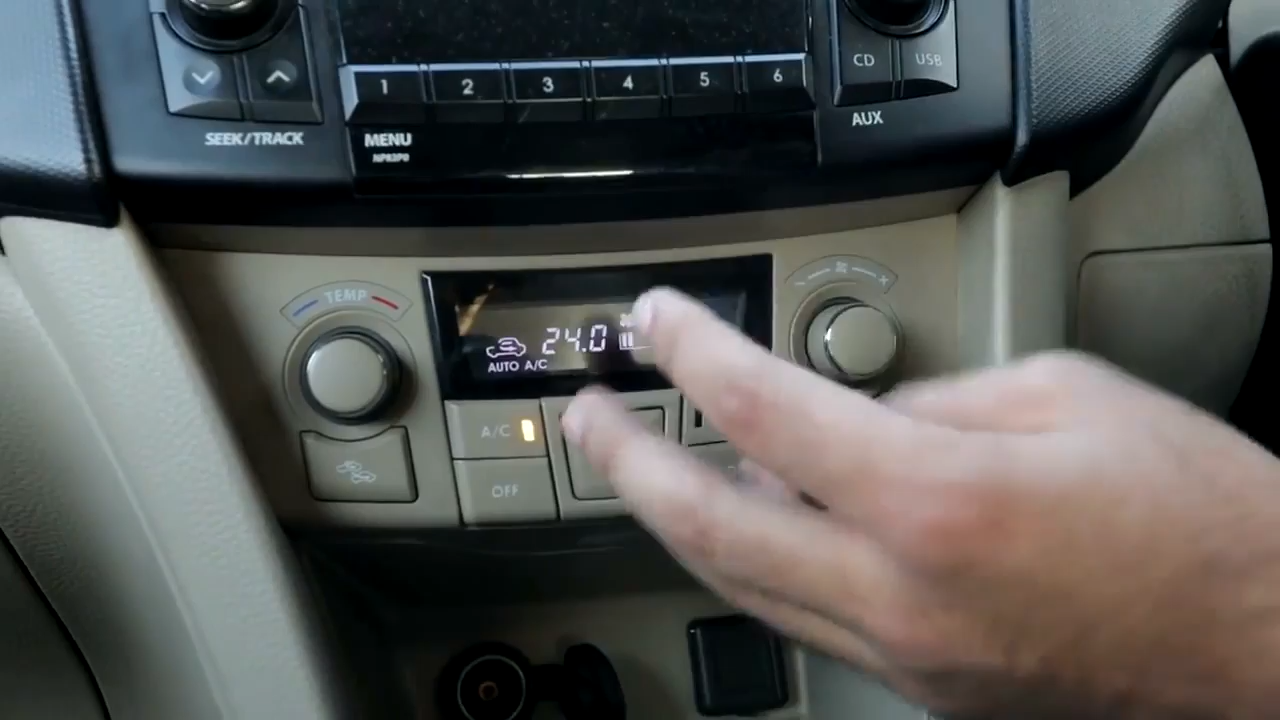 1 2 3 4 5 6
CD USB
SEEK/TRACK
MENU
AUX
TEMP
24.0
AUTO A/C
A/C
OFF